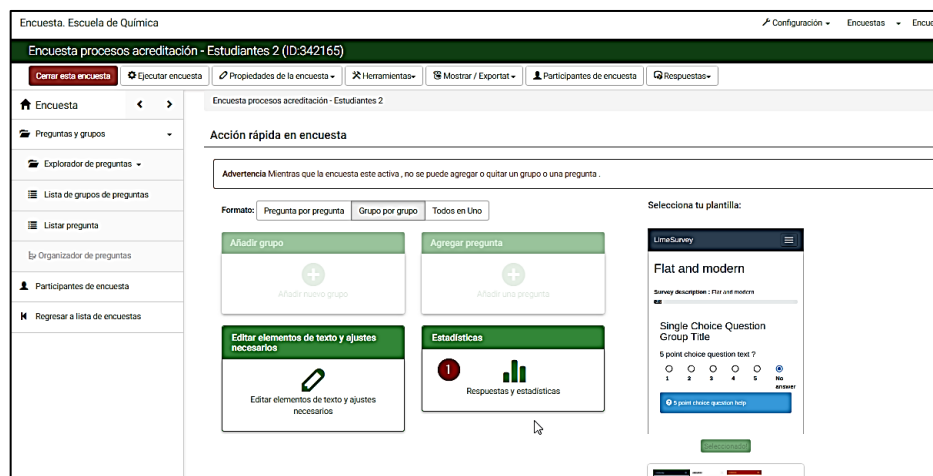 Encuesta. Escuela de Química
Configuración
Encuestas
Encue
Encuesta procesos acreditación - Estudiantes 2 (ID:342165)
Cerrar esta encuesta
Ejecutar encuesta
Propiedades de la encuesta
Herramientas
Mostrar / Exportat
Participantes de encuesta
Respuestas
Encuesta
Encuesta procesos acreditación - Estudiantes 2
Preguntas y grupos
Explorador de preguntas
Lista de grupos de preguntas
Listar pregunta
Organizador de preguntas
Participantes de encuesta
Regresar a lista de encuestas
Acción rápida en encuesta
Advertencia Mientras que la encuesta este activa , no se puede agregar o quitar un grupo o una pregunta .
Formato:
Pregunta por pregunta
Grupo por grupo
Todos en Uno
Añadir grupo
Añadir nuevo grupo
Agregar pregunta
Añadir una pregunta
Editar elementos de texto y ajustes
necesarios
Editar elementos de texto y ajustes
necesarios
Estadísticas
1
Respuestas y estadísticas
Selecciona tu plantilla:
LimeSurvey
Flat and modern
Survey description : Flat and modern
Single Choice Question
Group Title
5 point choice question text ?
1 2 3 4 5 No
answer
5 point choice question help
Seleccionado